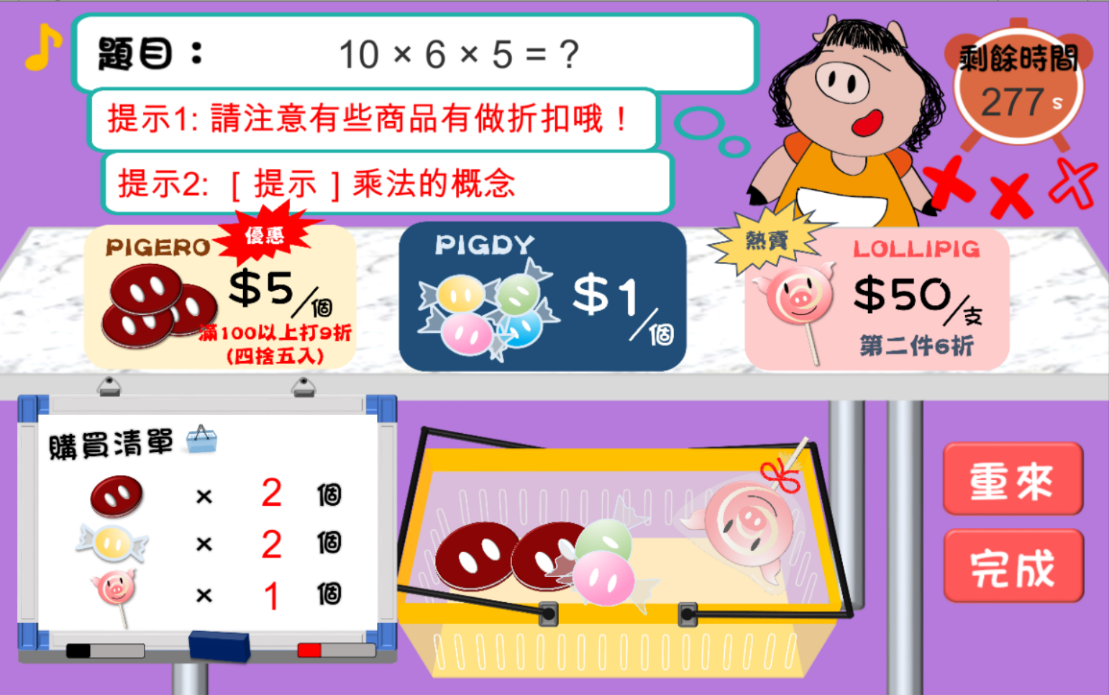 題目： 10 × 6 × 5 = ?
剩餘時間
277 s
提示1: 請注意有些商品有做折扣哦！
提示2: ［ 提示 ］乘法的概念
PIGERO
優惠
$5/個
滿100以上打9折
(四捨五入)
PIGDY
$1/個
熱賣
LOLLIPIG
$50/支
第二件6折
購買清單
× 2 個
× 2 個
× 1 個
重來
完成